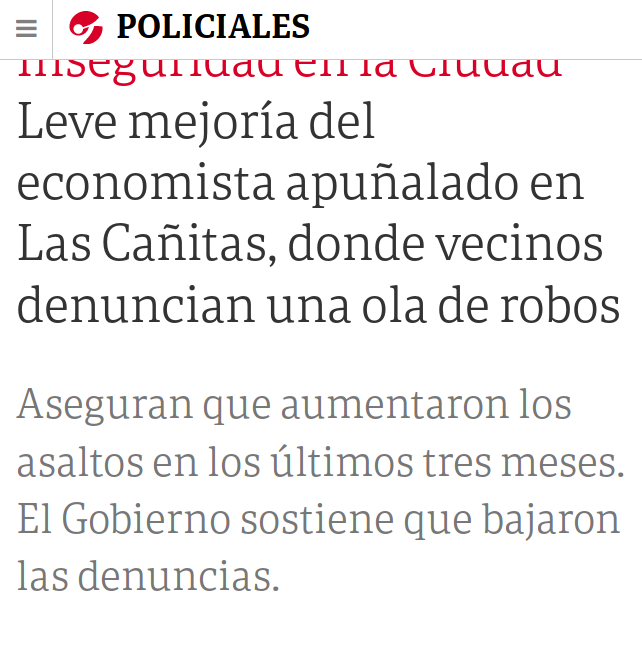 POLICIALES
Inseguridad en la Ciudad
Leve mejoría del
economista apuñalado en
Las Cañitas, donde vecinos
denuncian una ola de robos
Aseguran que aumentaron los
asaltos en los últimos tres meses.
El Gobierno sostiene que bajaron
las denuncias.